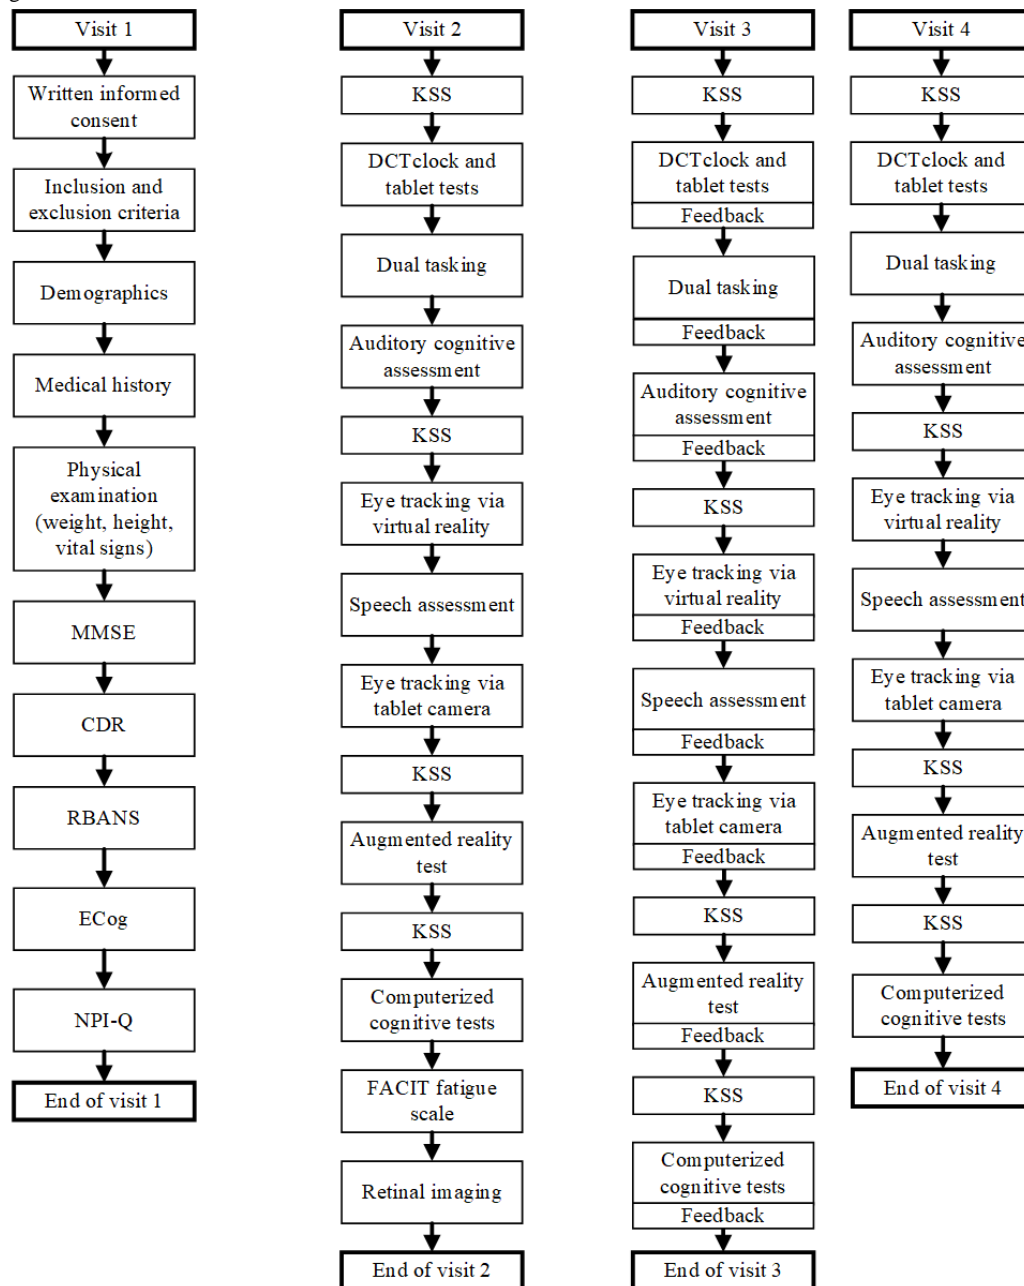 Visit 1
Written informed
consent
Inclusion and
exclusion criteria
Demographics
Medical history
Physical
examination
(weight, height,
vital signs)
MMSE
CDR
RBANS
ECog
NPI-Q
End of visit 1
Visit 2
KSS
DCTclock and
tablet tests
Dual tasking
Auditory cognitive
assessment
KSS
Eye tracking via
virtual reality
Speech assessment
Eye tracking via
tablet camera
KSS
Augmented reality
test
KSS
Computerized
cognitive tests
FACIT fatigue
scale
Retinal imaging
End of visit 2
Visit 3
KSS
DCTclock and
tablet tests
Feedback
Dual tasking
Feedback
Auditory cognitive
assessment
Feedback
KSS
Eye tracking via
virtual reality
Feedback
Speech assessment
Feedback
Eye tracking via
tablet camera
Feedback
KSS
Augmented reality
test
Feedback
KSS
Computerized
cognitive tests
Feedback
End of visit 3
Visit 4
KSS
DCTclock and
tablet tests
Dual tasking
Auditory cognitive
assessment
KSS
Eye tracking via
virtual reality
Speech assessment
Eye tracking via
tablet camera
KSS
Augmented reality
test
KSS
Computerized
cognitive tests
End of visit 4